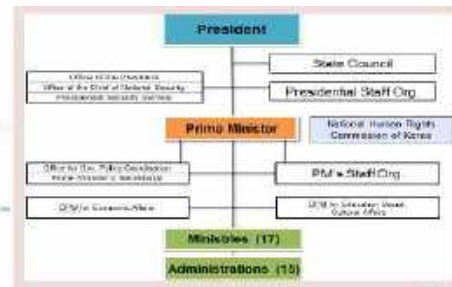 President
State Council
Office of the President
Office of the Chief of National Security
Presidential Security Service
Presidential Staff Org
Prime Minister
National Human Rights
Commission of Korea
Office for Gov. Policy Coordination
Prime Minister's Secretariat
PM's Staff Org
DPM for Economic Affairs
DPM for Education Social
Cultural Affairs
Ministries (17)
Administrations (15)